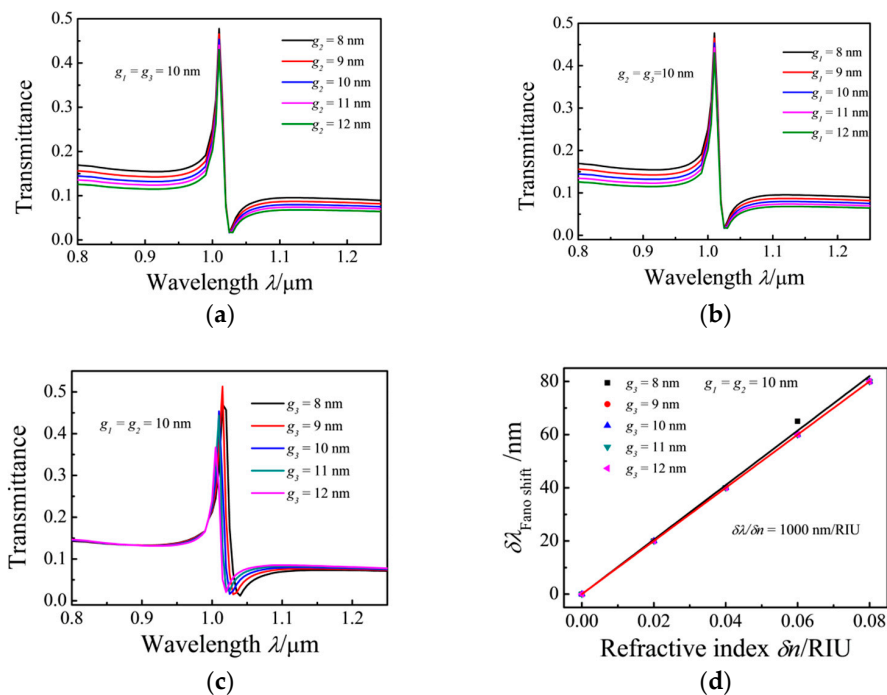 0.5
0.4
0.3
0.2
0.1
0.0
Transmittance
g₁ = g₃ = 10 nm
g₂ = 8 nm
g₂ = 9 nm
g₂ = 10 nm
g₂ = 11 nm
g₂ = 12 nm
0.8 0.9 1.0 1.1 1.2
Wavelength λ/μm
(a)
0.5
0.4
0.3
0.2
0.1
0.0
Transmittance
g₂ = g₃=10 nm
g₁ = 8 nm
g₁ = 9 nm
g₁ = 10 nm
g₁ = 11 nm
g₁ = 12 nm
0.8 0.9 1.0 1.1 1.2
Wavelength λ/μm
(b)
0.5
0.4
0.3
0.2
0.1
0.0
Transmittance
g₁ = g₂ = 10 nm
g₃ = 8 nm
g₃ = 9 nm
g₃ = 10 nm
g₃ = 11 nm
g₃ = 12 nm
0.8 0.9 1.0 1.1 1.2
Wavelength λ/μm
(c)
80
60
40
20
0
δλFano shift /nm
g₃ = 8 nm g₁ = g₂ = 10 nm
g₃ = 9 nm
g₃ = 10 nm
g₃ = 11 nm
g₃ = 12 nm
δλ/δn = 1000 nm/RIU
0.00 0.02 0.04 0.06 0.08
Refractive index δn/RIU
(d)